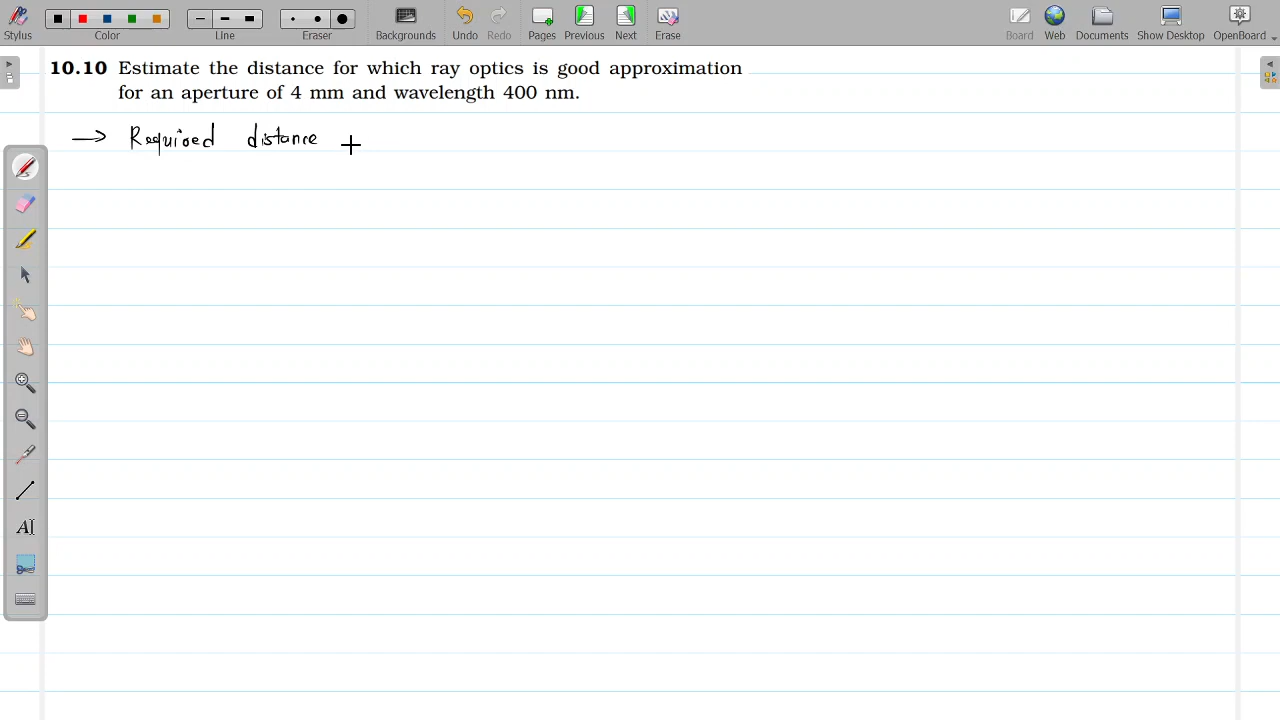 Stylus
Color
Line
Eraser
Backgrounds
Undo
Redo
Pages
Previous
Next
Erase
Board
Web
Documents
Show Desktop
OpenBoard
10.10 Estimate the distance for which ray optics is good approximation
for an aperture of 4 mm and wavelength 400 nm.
→ Required distance
AI